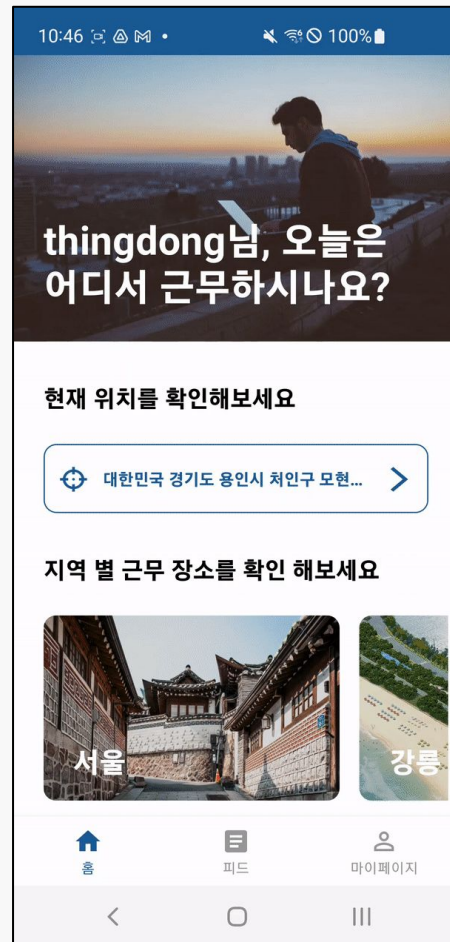 10:46
100%
thingdong님, 오늘은
어디서 근무하시나요?
현재 위치를 확인해보세요
대한민국 경기도 용인시 처인구 모현...
지역 별 근무 장소를 확인 해보세요
서울
강릉
홈
피드
마이페이지